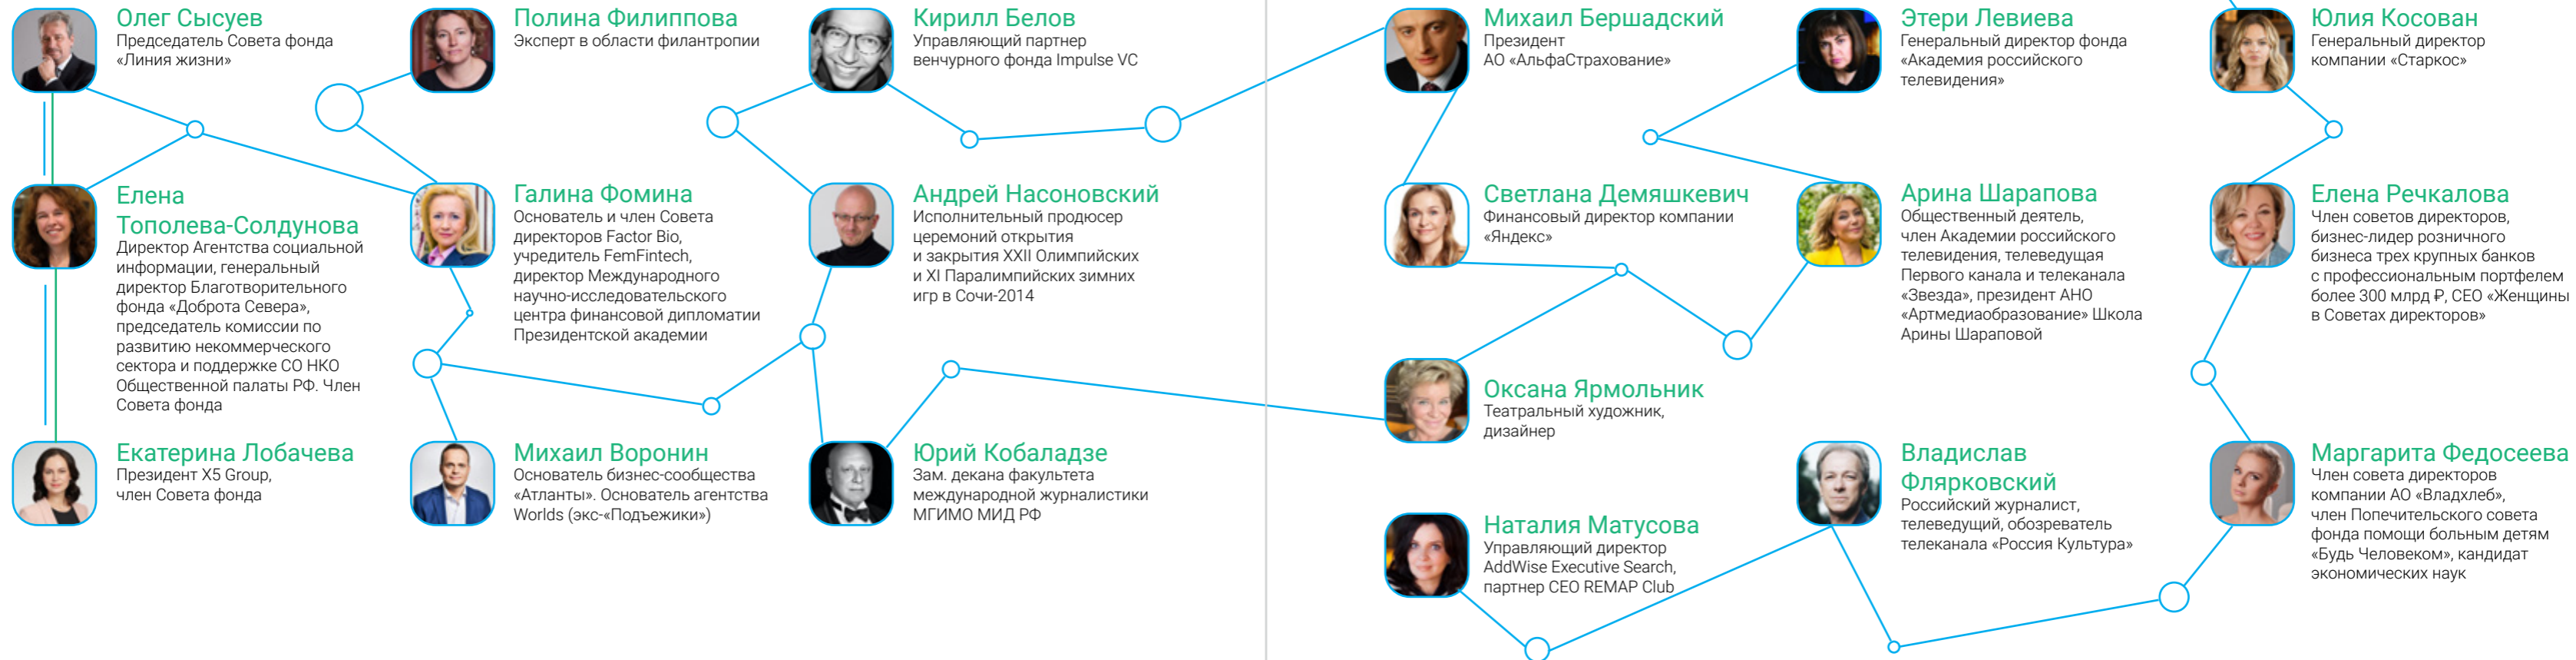 Олег Сысуев
Председатель Совета фонда
«Линия жизни»
Полина Филиппова
Эксперт в области филантропии
Кирилл Белов
Управляющий партнер
венчурного фонда Impulse VC
Михаил Бершадский
Президент
АО «АльфаСтрахование»
Этери Левиева
Генеральный директор фонда
«Академия российского
телевидения»
Юлия Косован
Генеральный директор
компании «Старкос»
Елена
Тополева-Солдунова
Директор Агентства социальной
информации, генеральный
директор Благотворительного
фонда «Доброта Севера»,
председатель комиссии по
развитию некоммерческого
сектора и поддержке СО НКО
Общественной палаты РФ. Член
Совета фонда
Галина Фомина
Основатель и член Совета
директоров Factor Bio,
учредитель FemFintech,
директор Международного
научно-исследовательского
центра финансовой дипломатии
Президентской академии
Андрей Насоновский
Исполнительный продюсер
церемоний открытия
и закрытия XXII Олимпийских
и XI Паралимпийских зимних
игр в Сочи-2014
Светлана Демяшкевич
Финансовый директор компании
«Яндекс»
Арина Шарапова
Общественный деятель,
член Академии российского
телевидения, телеведущая
Первого канала и телеканала
«Звезда», президент АНО
«Артмедиаобразование» Школа
Арины Шараповой
Елена Речкалова
Член советов директоров,
бизнес-лидер розничного
бизнеса трех крупных банков
с профессиональным портфелем
более 300 млрд ₽, СЕО «Женщины
в Советах директоров»
Оксана Ярмольник
Театральный художник,
дизайнер
Екатерина Лобачева
Президент X5 Group,
член Совета фонда
Михаил Воронин
Основатель бизнес-сообщества
«Атланты». Основатель агентства
Worlds (экс-«Подъежики»)
Юрий Кобаладзе
Зам. декана факультета
международной журналистики
МГИМО МИД РФ
Наталия Матусова
Управляющий директор
AddWise Executive Search,
партнер CEO REMAP Club
Владислав
Флярковский
Российский журналист,
телеведущий, обозреватель
телеканала «Россия Культура»
Маргарита Федосеева
Член совета директоров
компании АО «Владхлеб»,
член Попечительского совета
фонда помощи больным детям
«Будь Человеком», кандидат
экономических наук